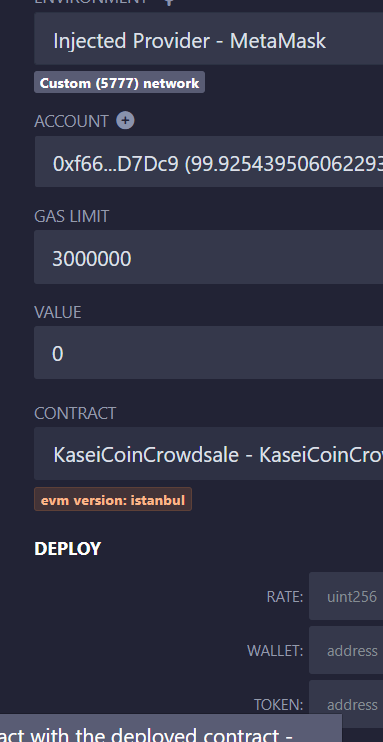 ENVIRONMENT
Injected Provider - MetaMask
Custom (5777) network
ACCOUNT
0xf66...D7Dc9 (99.925439506062293
GAS LIMIT
3000000
VALUE
0
CONTRACT
KaseiCoinCrowdsale - KaseiCoinCro
evm version: istanbul
DEPLOY
RATE: uint256
WALLET: address
TOKEN: address
act with the deployed contract -